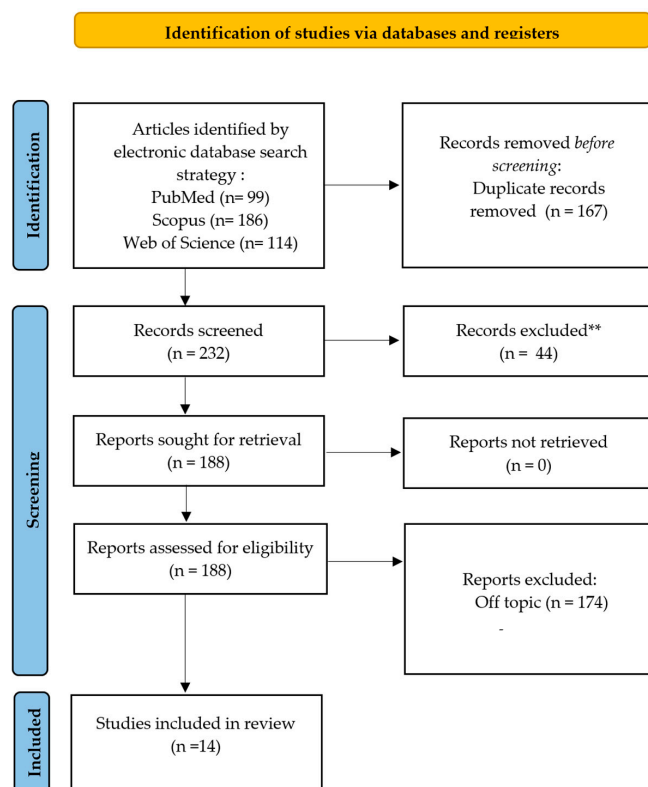 Identification of studies via databases and registers
Identification
Articles identified by
electronic database search
strategy :
PubMed (n= 99)
Scopus (n = 186)
Web of Science (n= 114)
Records removed before
screening:
Duplicate records
removed (n = 167)
Screening
Records screened
(n = 232)
Records excluded**
(n = 44)
Reports sought for retrieval
(n = 188)
Reports not retrieved
(n = 0)
Reports assessed for eligibility
(n = 188)
Reports excluded:
Off topic (n = 174)
-
Included
Studies included in review
(n =14)